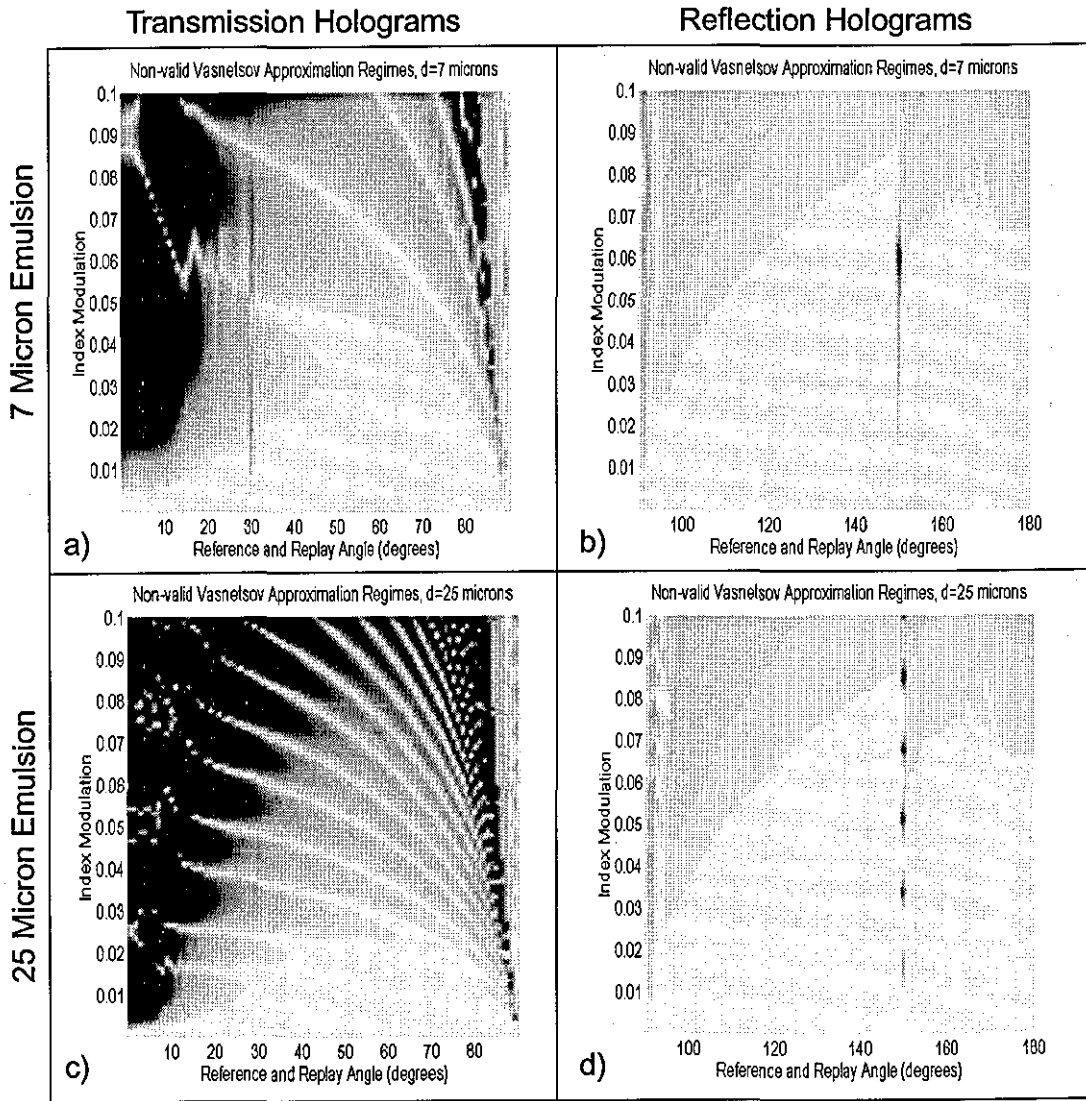 Transmission Holograms
Reflection Holograms
7 Micron Emulsion
25 Micron Emulsion
Non-valid Vasnetsov Approximation Regimes, d=7 microns
0.1
0.09
0.08
0.07
0.06
0.05
0.04
0.03
0.02
0.01
Index Modulation
10 20 30 40 50 60 70 80
Reference and Replay Angle (degrees)
a)
Non-valid Vasnetsov Approximation Regimes, d=7 microns
0.1
0.09
0.08
0.07
0.06
0.05
0.04
0.03
0.02
0.01
Index Modulation
100 120 140 160 180
Reference and Replay Angle (degrees)
b)
Non-valid Vasnetsov Approximation Regimes, d=25 microns
0.1
0.09
0.08
0.07
0.06
0.05
0.04
0.03
0.02
0.01
Index Modulation
10 20 30 40 50 60 70 80
Reference and Replay Angle (degrees)
c)
Non-valid Vasnetsov Approximation Regimes, d=25 microns
0.1
0.09
0.08
0.07
0.06
0.05
0.04
0.03
0.02
0.01
Index Modulation
100 120 140 160 180
Reference and Replay Angle (degrees)
d)